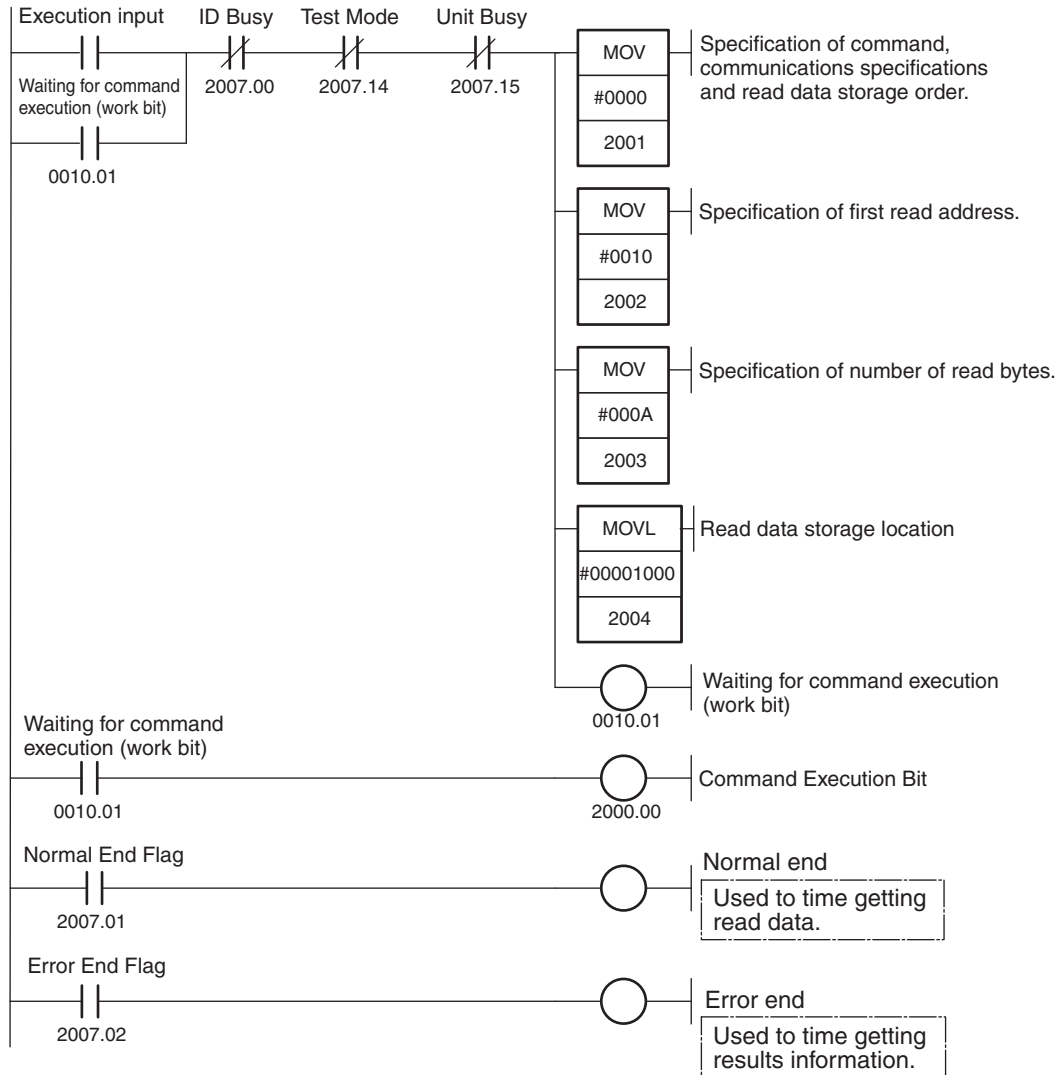 Execution input
ID Busy
Test Mode
Unit Busy
Waiting for command
execution (work bit)
2007.00
2007.14
2007.15
0010.01
MOV
#0000
2001
Specification of command,
communications specifications
and read data storage order.
MOV
#0010
2002
Specification of first read address.
MOV
#000A
2003
Specification of number of read bytes.
MOVL
#00001000
2004
Read data storage location
0010.01
Waiting for command execution
(work bit)
Waiting for command
execution (work bit)
0010.01
2000.00
Command Execution Bit
Normal End Flag
2007.01
Normal end
Used to time getting
read data.
Error End Flag
2007.02
Error end
Used to time getting
results information.